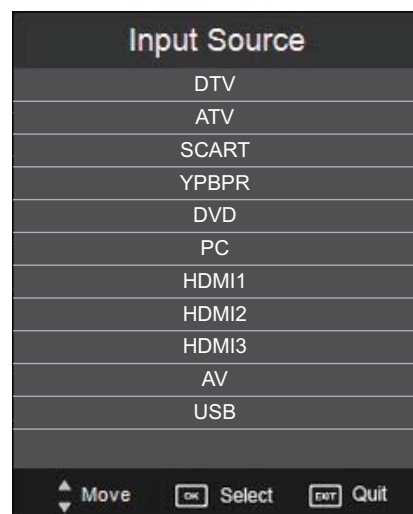 Input Source
DTV
ATV
SCART
YPBPR
DVD
PC
HDMI1
HDMI2
HDMI3
AV
USB
Move OK Select EXIT Quit